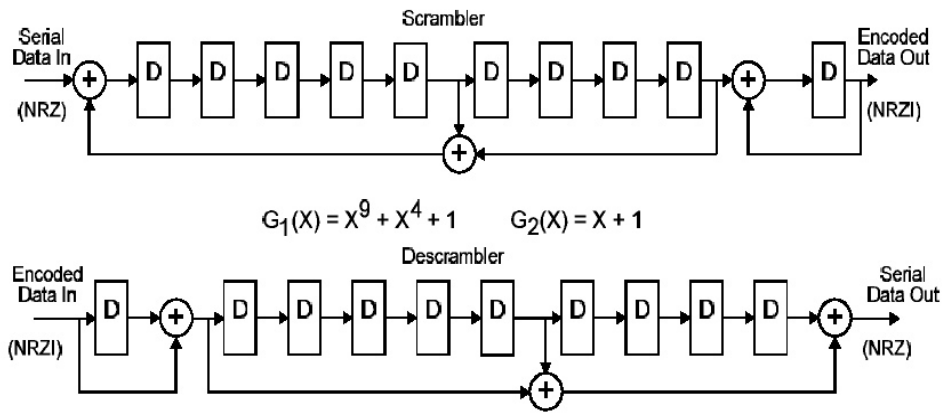 Scrambler
Serial
Data In
Encoded
Data Out
+ D D D D D D D D D + D
(NRZ)
(NRZI)
+
G₁(X) = X⁹ + X⁴ + 1 G₂(X) = X + 1
Descrambler
Encoded
Data In
Serial
Data Out
D + D D D D D D D D D +
(NRZI)
(NRZ)
+